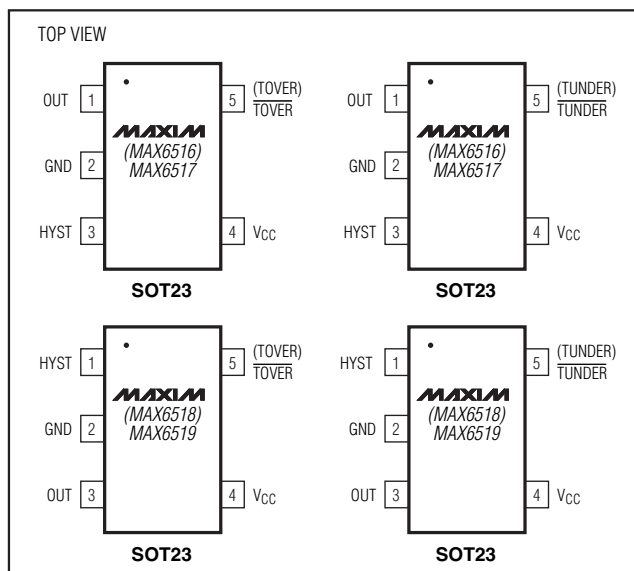 TOP VIEW
OUT 1 5 (TOVER)
TOVER
MAXIM
(MAX6516)
MAX6517
GND 2
HYST 3 4 VCC
SOT23
OUT 1 5 (TUNDER)
TUNDER
MAXIM
(MAX6516)
MAX6517
GND 2
HYST 3 4 VCC
SOT23
HYST 1 5 (TOVER)
TOVER
MAXIM
(MAX6518)
MAX6519
GND 2
OUT 3 4 VCC
SOT23
HYST 1 5 (TUNDER)
TUNDER
MAXIM
(MAX6518)
MAX6519
GND 2
OUT 3 4 VCC
SOT23